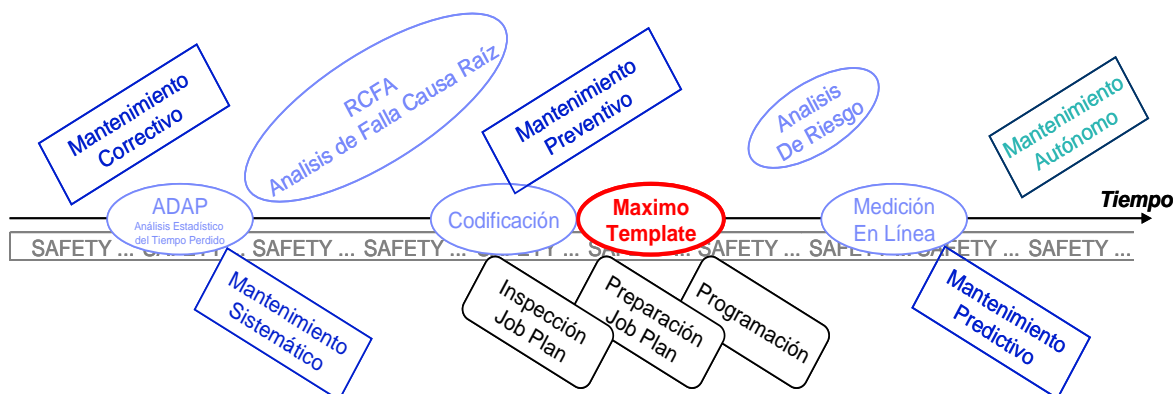 Mantenimiento
Correctivo
RCFA
Analisis de Falla Causa Raíz
Mantenimiento
Preventivo
Analisis
De Riesgo
Mantenimiento
Autónomo
ADAP
Análisis Estadístico
del Tiempo Perdido
Codificación
Maximo
Template
Medición
En Línea
Tiempo
SAFETY ... SAFETY ... SAFETY ... SAFETY ... SAFETY ... SAFETY ... SAFETY ... SAFETY ... SAFETY ... SAFETY ...
Mantenimiento
Sistemático
Inspección
Job Plan
Preparación
Job Plan
Programación
Mantenimiento
Predictivo